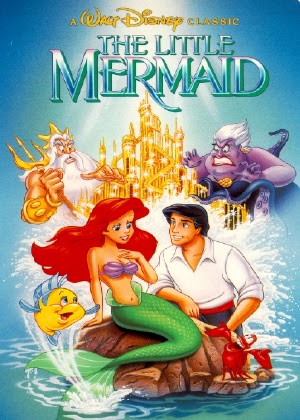 A WALT DISNEY CLASSIC
THE LITTLE
MERMAID